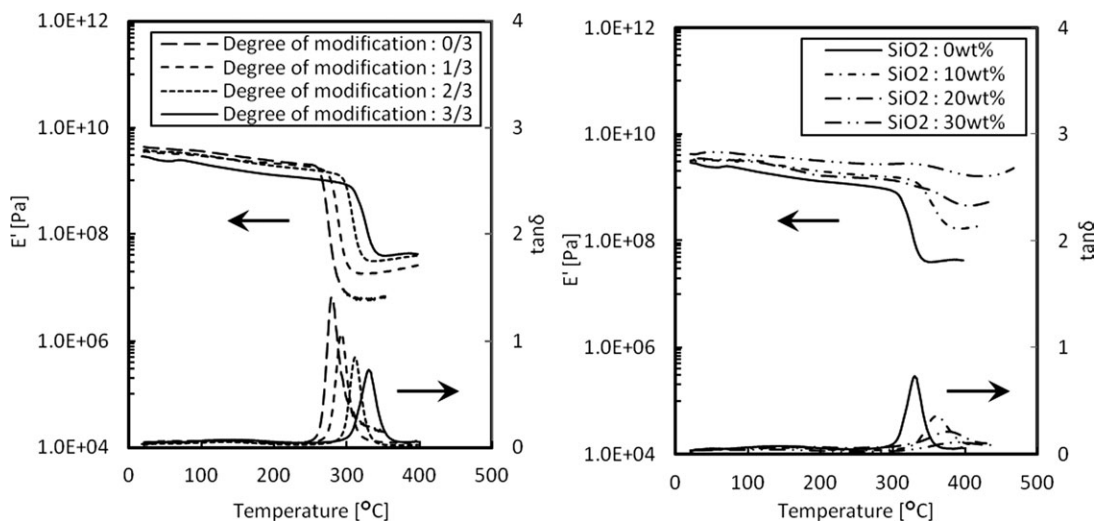 1.0E+12
1.0E+10
1.0E+08
1.0E+06
1.0E+04
E' [Pa]
Degree of modification : 0/3
Degree of modification : 1/3
Degree of modification : 2/3
Degree of modification : 3/3
4
3
2
1
0
tanδ
0 100 200 300 400 500
Temperature [°C]
1.0E+12
1.0E+10
1.0E+08
1.0E+06
1.0E+04
E' [Pa]
SiO2 : 0wt%
SiO2 : 10wt%
SiO2 : 20wt%
SiO2 : 30wt%
4
3
2
1
0
tanδ
0 100 200 300 400 500
Temperature [°C]